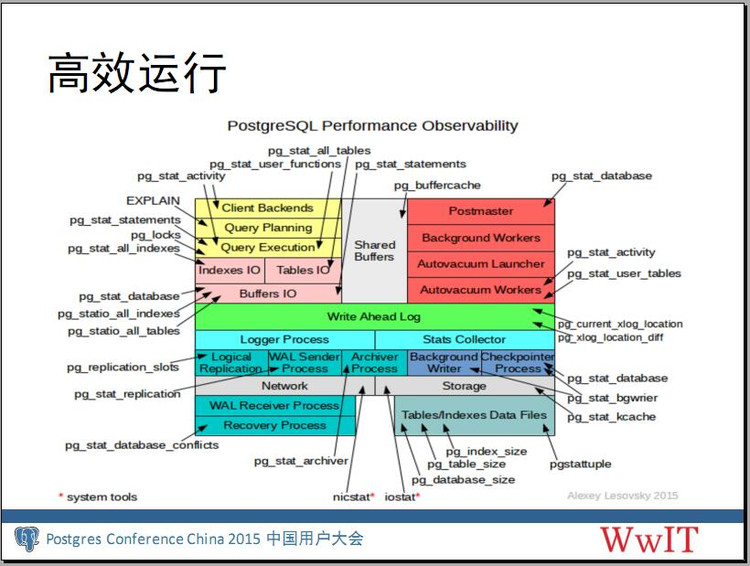 高效运行
PostgreSQL Performance Observability
pg_stat_all_tables
pg_stat_user_functions
pg_stat_statements
pg_stat_activity
pg_buffercache
pg_stat_database
EXPLAIN
pg_stat_statements
pg_locks
pg_stat_all_indexes
Client Backends
Query Planning
Query Execution
Indexes IO
Tables IO
Buffers IO
Shared
Buffers
Postmaster
Background Workers
Autovacuum Launcher
Autovacuum Workers
pg_stat_activity
pg_stat_user_tables
pg_stat_database
pg_statio_all_indexes
pg_statio_all_tables
Write Ahead Log
pg_current_xlog_location
pg_xlog_location_diff
Logger Process
Stats Collector
pg_replication_slots
Logical
Replication
WAL Sender
Process
Archiver
Process
Background
Writer
Checkpointer
Process
pg_stat_replication
Network
Storage
pg_stat_database
pg_stat_bgwrier
pg_stat_kcache
WAL Receiver Process
Recovery Process
Tables/Indexes Data Files
pg_stat_database_conflicts
pg_stat_archiver
pg_index_size
pg_table_size
pg_database_size
pgstattuple
* system tools
nicstat*
iostat*
Alexey Lesovsky 2015
Postgres Conference China 2015 中国用户大会
WwIT